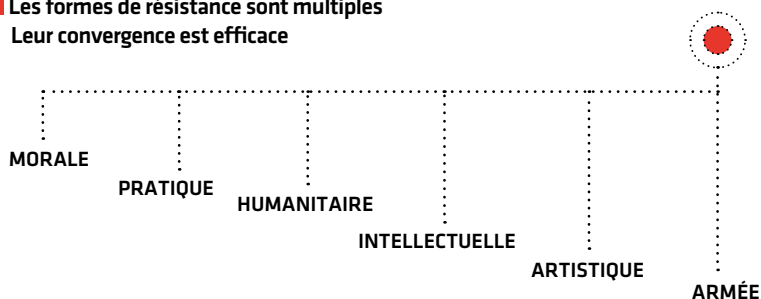 Les formes de résistance sont multiples
Leur convergence est efficace
MORALE
PRATIQUE
HUMANITAIRE
INTELLECTUELLE
ARTISTIQUE
ARMÉE